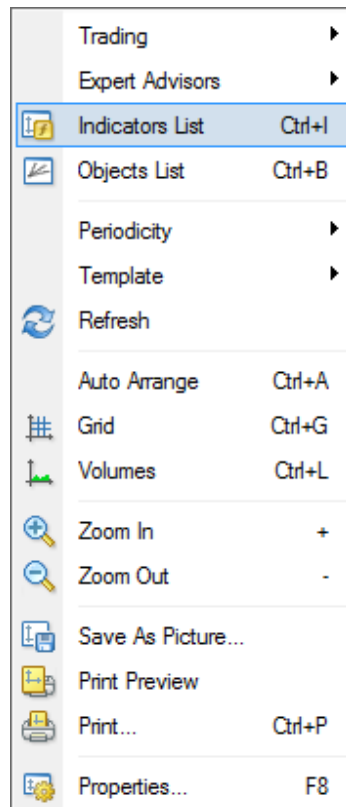 Trading
Expert Advisors
Indicators List Ctrl+I
Objects List Ctrl+B
Periodicity
Template
Refresh
Auto Arrange Ctrl+A
Grid Ctrl+G
Volumes Ctrl+L
Zoom In +
Zoom Out -
Save As Picture...
Print Preview
Print... Ctrl+P
Properties... F8